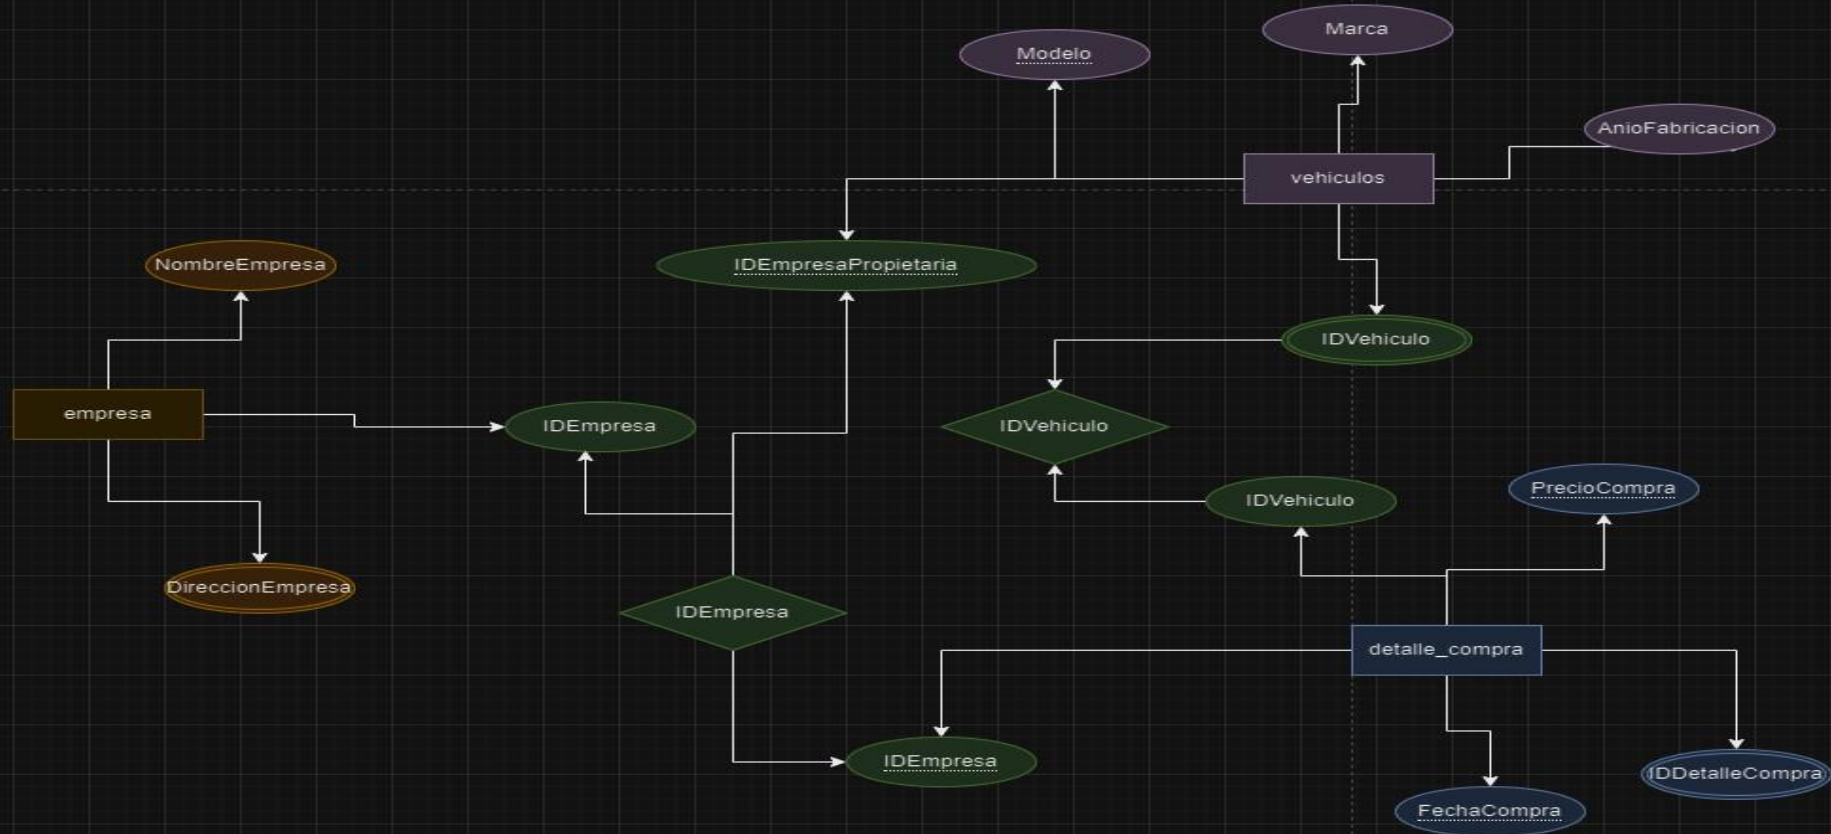 Marca
Modelo
AnioFabricacion
vehiculos
NombreEmpresa
IDEmpresaPropietaria
IDVehiculo
empresa
IDEmpresa
IDVehiculo
PrecioCompra
IDVehiculo
DireccionEmpresa
IDEmpresa
detalle_compra
IDEmpresa
IDDetalleCompra
FechaCompra